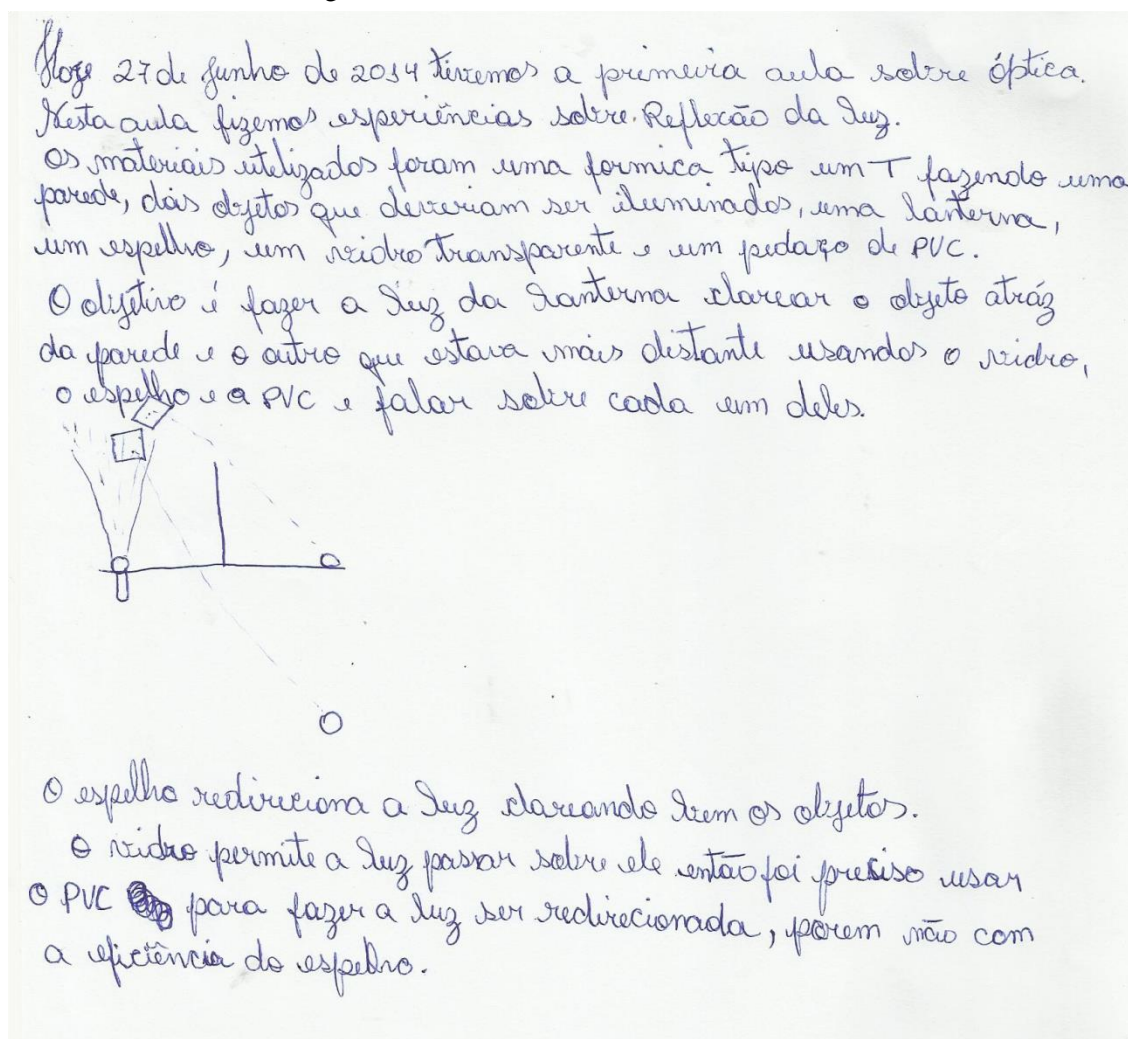 Hoje 27 de Junho de 2014 tivemos a primeira aula sobre óptica.
Nesta aula fizemos esperiências sobre. Reflexão da Luz.
Os materiais utelizados foram uma formica tipo um T fazendo uma
parede, dois objetos que deveriam ser iluminados, uma lanterna,
um espelho, um vidro transparente e um pedaço de PVC.
O objetivo é fazer a luz da lanterna clarear o objeto atráz
da parede e o outro que estava mais distante usandos o vidro,
o espelho e a PVC e falar sobre cada um deles.
O espelho redireciona a luz clareando bem os objetos.
O vidro permite a luz passar sobre ele então foi preciso usar
O PVC para fazer a luz ser redirecionada, porem não com
a eficiência do espelho.